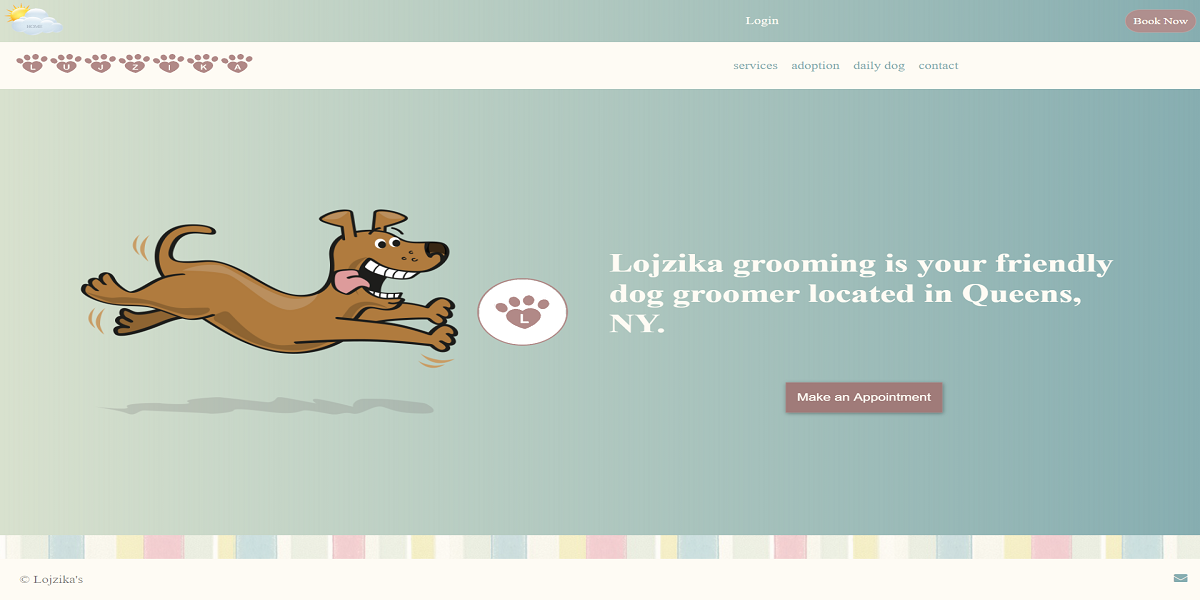 Login
Book Now
L U J Z I K A
services adoption daily dog contact
L
Lojzika grooming is your friendly
dog groomer located in Queens,
NY.
Make an Appointment
© Lojzika's